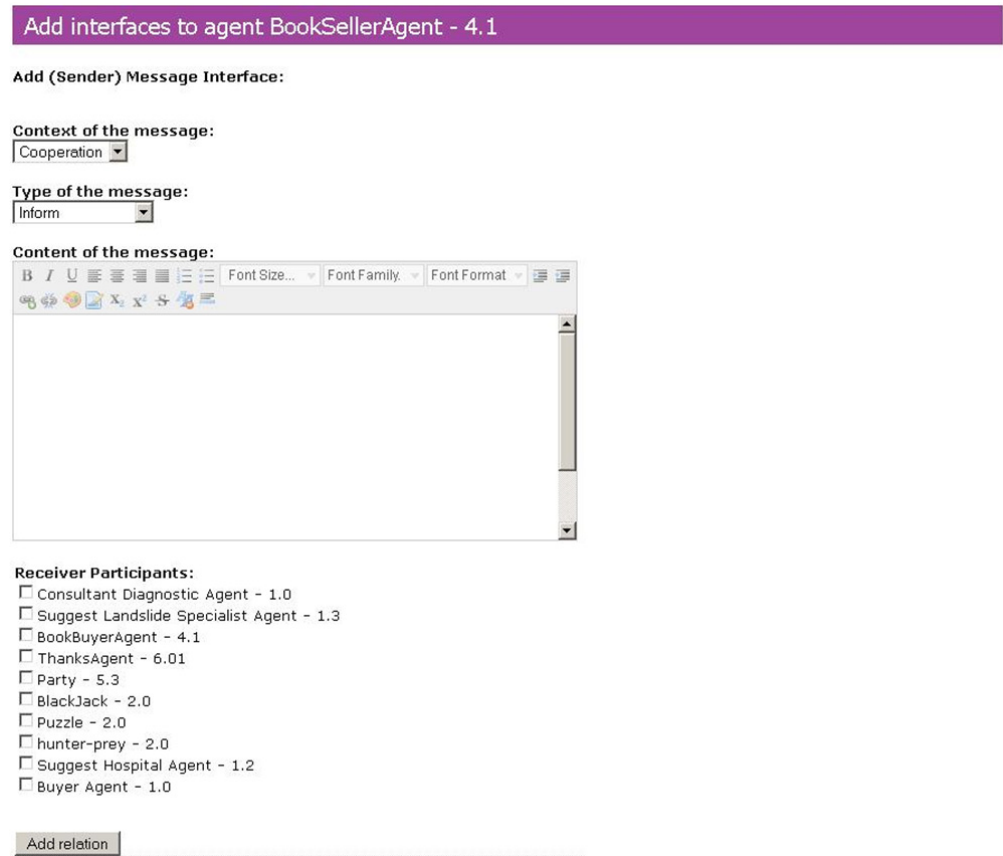 Add interfaces to agent BookSellerAgent - 4.1
Add (Sender) Message Interface:
Context of the message:
Cooperation
Type of the message:
Inform
Content of the message:
B I U Font Size... Font Family. Font Format
X₂ X² S
Receiver Participants:
Consultant Diagnostic Agent - 1.0
Suggest Landslide Specialist Agent - 1.3
BookBuyerAgent - 4.1
ThanksAgent - 6.01
Party - 5.3
BlackJack - 2.0
Puzzle - 2.0
hunter-prey - 2.0
Suggest Hospital Agent - 1.2
Buyer Agent - 1.0
Add relation